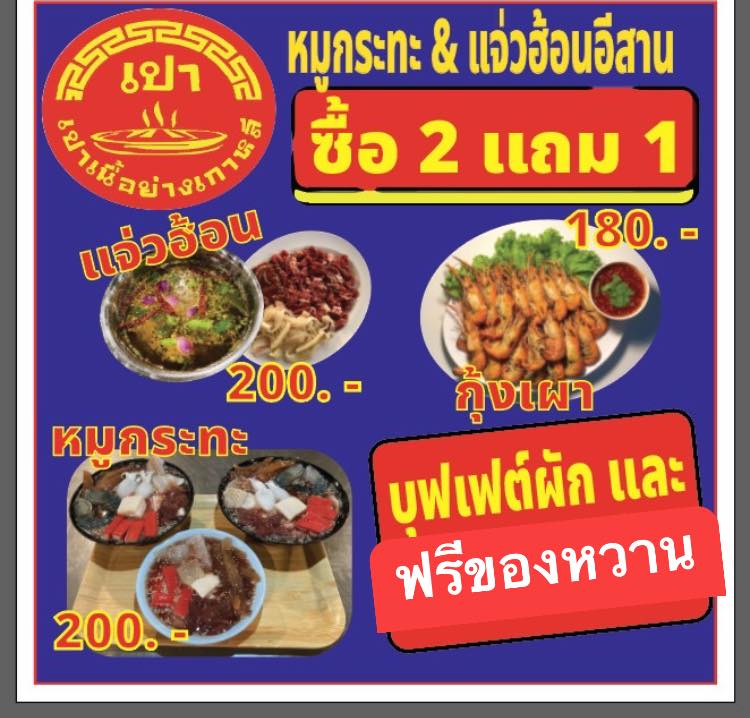 เปา
เปาเนื้อย่างเกาหลี
หมูกระทะ & แจ่วฮ้อนอีสาน
ซื้อ 2 แถม 1
แจ่วฮ้อน
200. -
180. -
กุ้งเผา
หมูกระทะ
200. -
บุฟเฟต์ผัก และ
ฟรีของหวาน